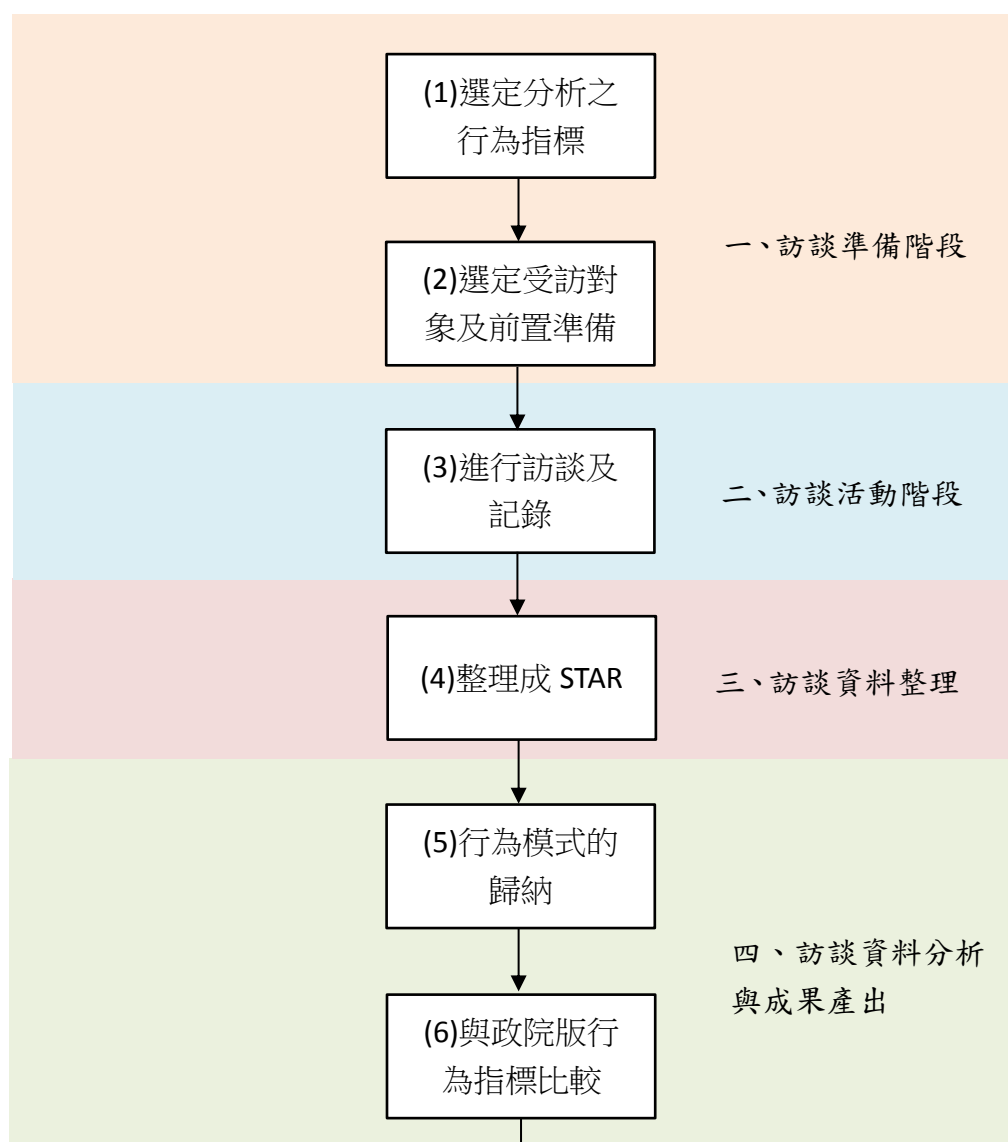 (1)選定分析之
行為指標
一、訪談準備階段
(2)選定受訪對
象及前置準備
(3)進行訪談及
記錄
二、訪談活動階段
(4)整理成 STAR
三、訪談資料整理
(5)行為模式的
歸納
四、訪談資料分析
與成果產出
(6)與政院版行
為指標比較